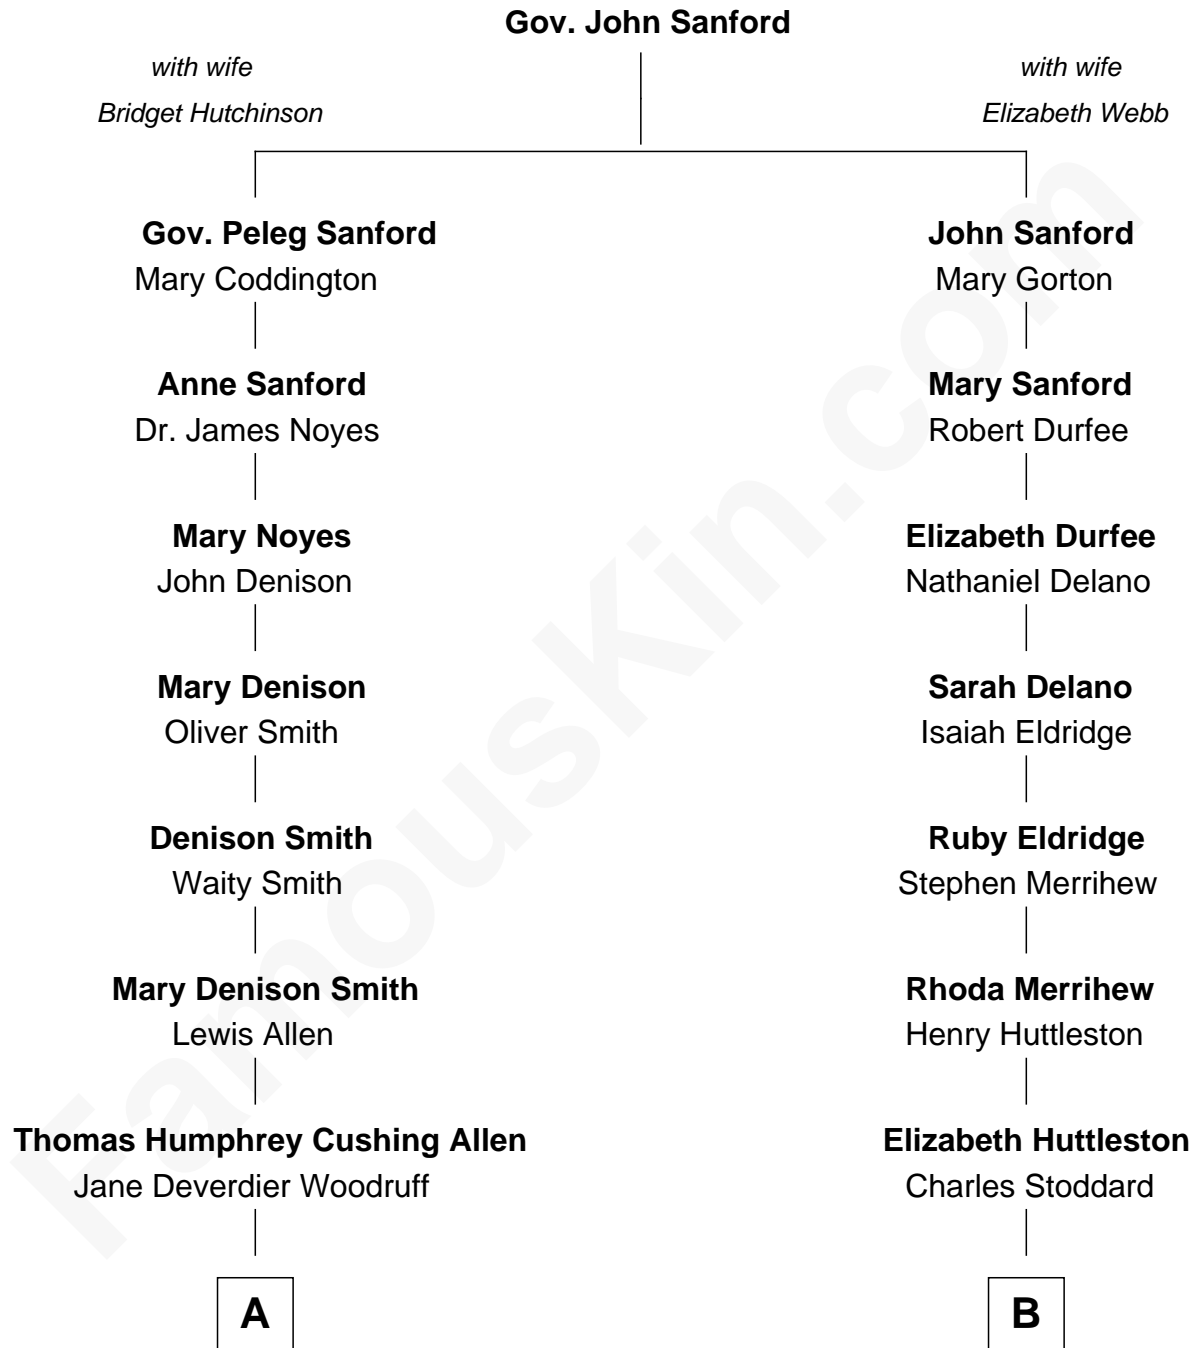 Gov. John Sanford
with wife
Bridget Hutchinson
with wife
Elizabeth Webb
Gov. Peleg Sanford
Mary Coddington
John Sanford
Mary Gorton
Anne Sanford
Dr. James Noyes
Mary Sanford
Robert Durfee
Mary Noyes
John Denison
Elizabeth Durfee
Nathaniel Delano
Mary Denison
Oliver Smith
Sarah Delano
Isaiah Eldridge
Denison Smith
Waity Smith
Ruby Eldridge
Stephen Merrihew
Mary Denison Smith
Lewis Allen
Rhoda Merrihew
Henry Huttleston
Thomas Humphrey Cushing Allen
Jane Deverdier Woodruff
Elizabeth Huttleston
Charles Stoddard
A
B
FamousKin.com